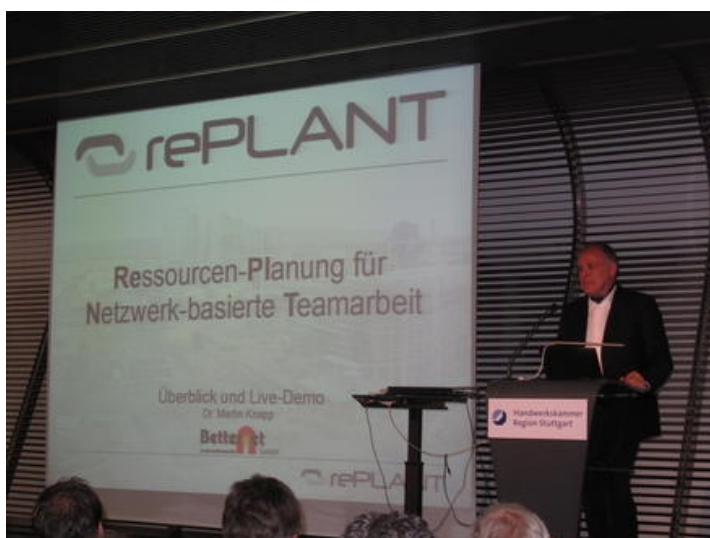 rePLANT
Ressourcen-Planung für
Netzwerk-basierte Teamarbeit
Überblick und Live-Demo
Dr. Martin Knapp
rePLANT
Handwerkskammer
Region Stuttgart